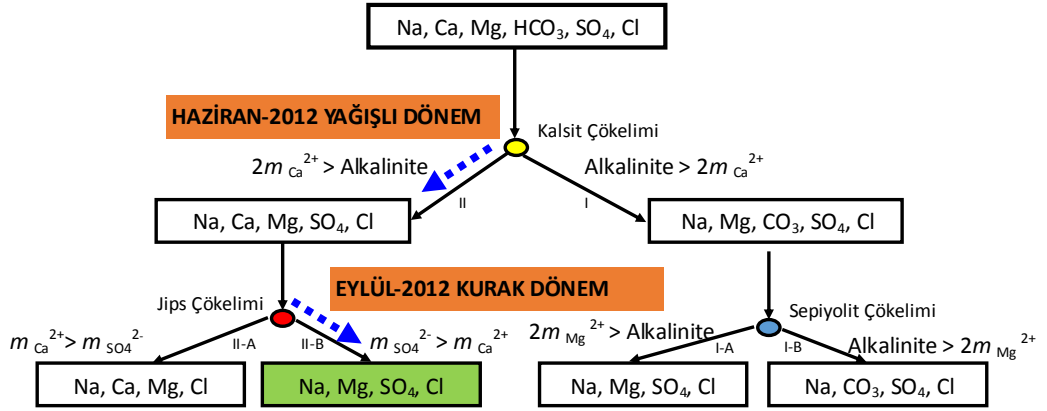 Na, Ca, Mg, HCO₃, SO₄, Cl
HAZİRAN-2012 YAĞIŞLI DÖNEM
Kalsit Çökelimi
2m Ca²⁺ > Alkalinite
Alkalinite > 2m Ca²⁺
II
I
Na, Ca, Mg, SO₄, Cl
Na, Mg, CO₃, SO₄, Cl
EYLÜL-2012 KURAK DÖNEM
Jips Çökelimi
Sepiyolit Çökelimi
m Ca²⁺> m SO4²⁻
II-A
II-B
m SO4²⁻ > m Ca²⁺
2m Mg²⁺ > Alkalinite
I-A
I-B
Alkalinite > 2m Mg²⁺
Na, Ca, Mg, Cl
Na, Mg, SO₄, Cl
Na, Mg, SO₄, Cl
Na, CO₃, SO₄, Cl